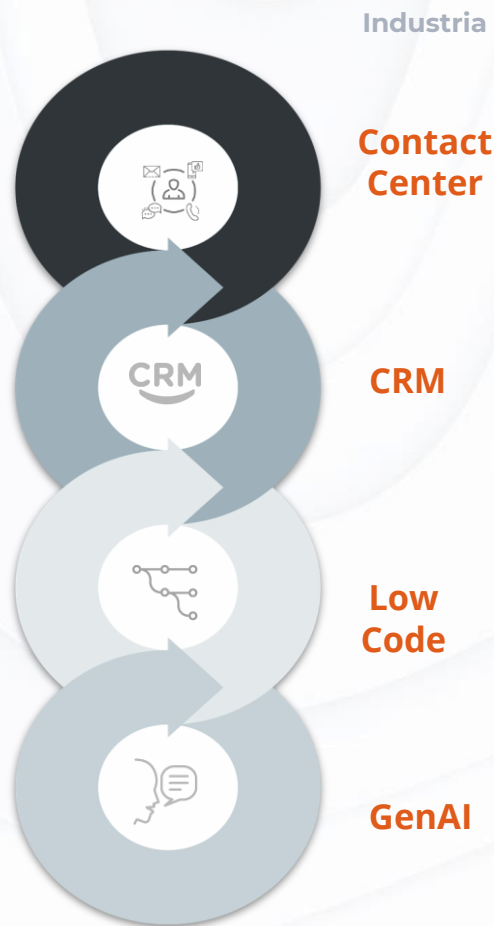 Industria
Contact
Center
CRM
CRM
Low
Code
GenAI